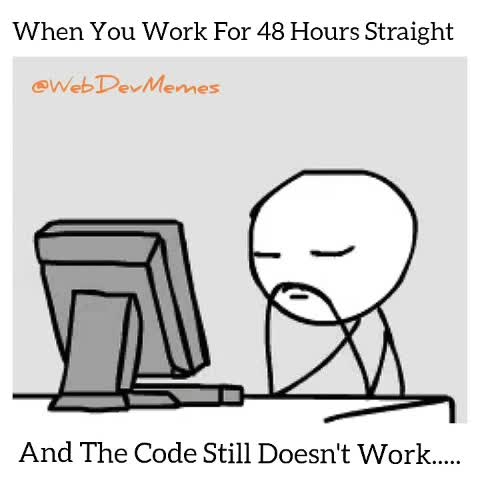 When You Work For 48 Hours Straight
@WebDevMemes
And The Code Still Doesn't Work.....